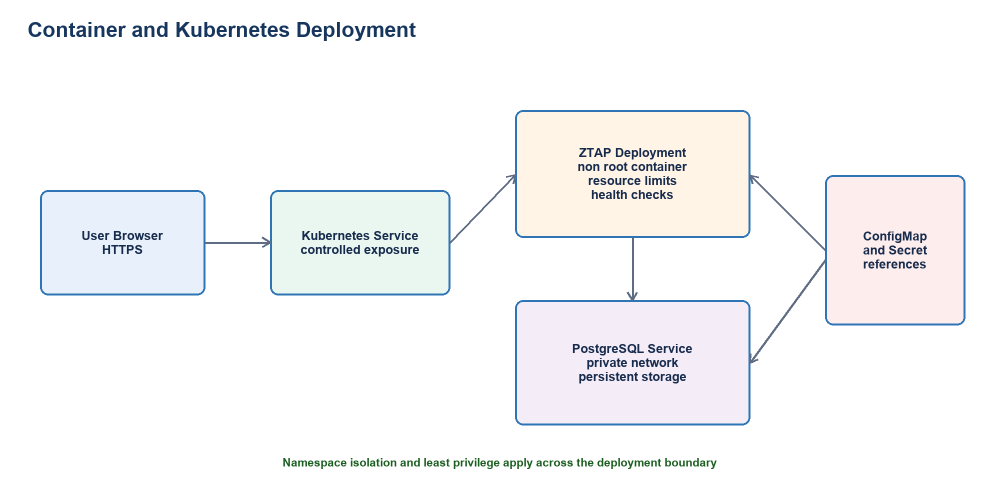 Container and Kubernetes Deployment
User Browser
HTTPS
Kubernetes Service
controlled exposure
ZTAP Deployment
non root container
resource limits
health checks
PostgreSQL Service
private network
persistent storage
ConfigMap
and Secret
references
Namespace isolation and least privilege apply across the deployment boundary